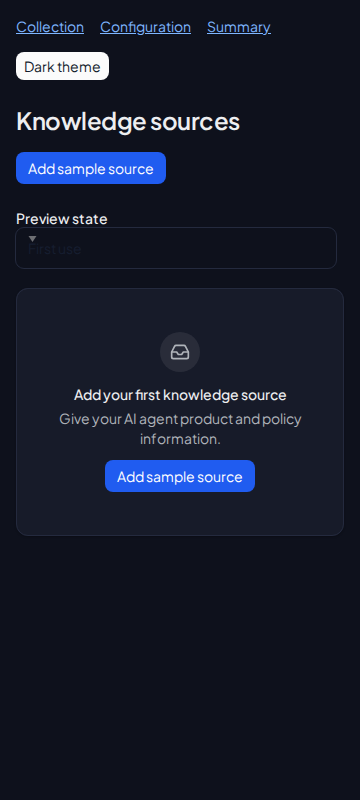 Collection Configuration Summary
Dark theme
Knowledge sources
Add sample source
Preview state
First use
Add your first knowledge source
Give your AI agent product and policy
information.
Add sample source